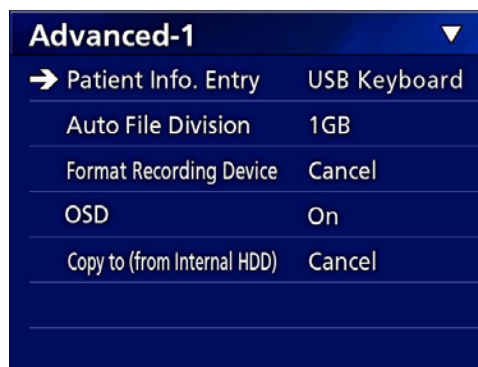 Advanced-1
Patient Info. Entry USB Keyboard
Auto File Division 1GB
Format Recording Device Cancel
OSD On
Copy to (from Internal HDD) Cancel